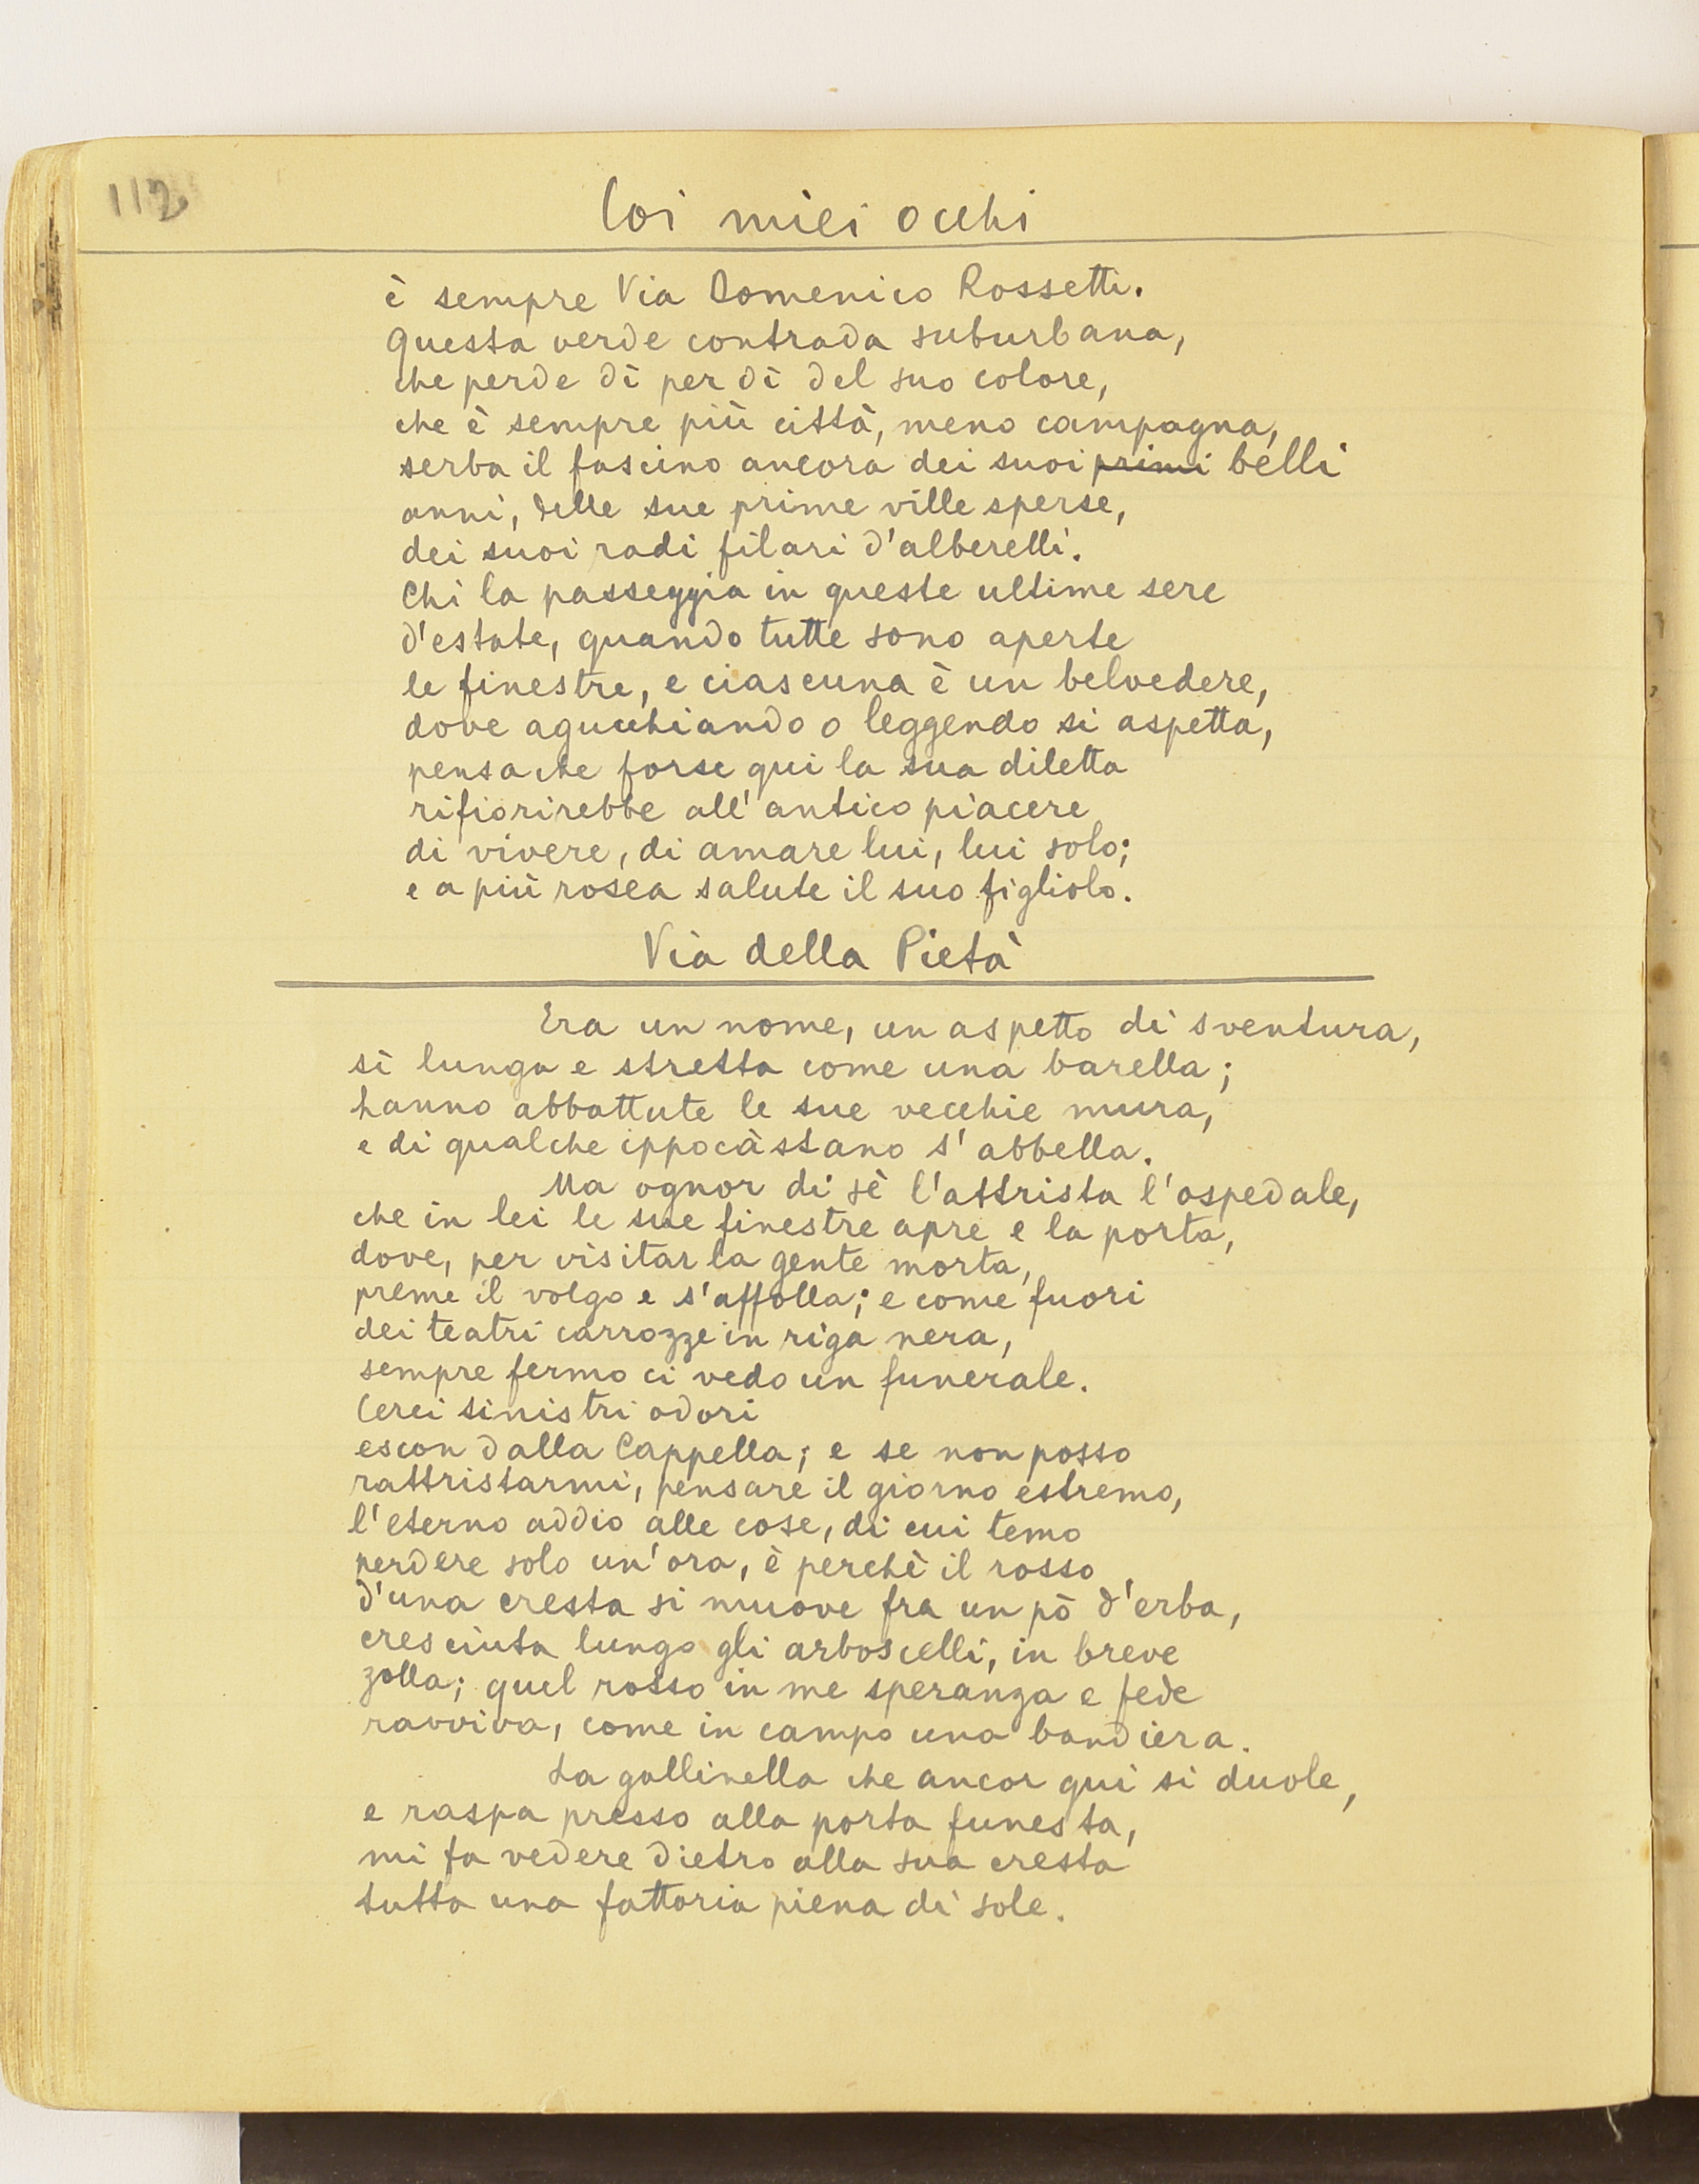 112
Coi miei occhi
è sempre Via Domenico Rossetti.
Questa verde contrada suburbana,
che perde dì per dì del suo colore,
che è sempre più città, meno campagna,
serba il fascino ancora dei suoi primi belli
anni, delle sue prime ville sperse,
dei suoi radi filari d'alberelli.
Chi la passeggia in queste ultime sere
d'estate, quando tutte sono aperte
le finestre, e ciascuna è un belvedere,
dove agucchiando o leggendo si aspetta,
pensa che forse qui la sua diletta
rifiorirebbe all'antico piacere
di vivere, di amare lui, lui solo;
e a più rosea salute il suo figliolo.
Via della Pietà
Era un nome, un aspetto di sventura,
sì lunga e stretta come una barella;
hanno abbattute le sue vecchie mura,
e di qualche ippocàstano s'abbella.
Ma ognor di sè l'attrista l'ospedale,
che in lei le sue finestre apre e la porta,
dove, per visitar la gente morta,
preme il volgo e s'affolla; e come fuori
dei teatri carrozze in riga nera,
sempre fermo ci vedo un funerale.
Cerei sinistri odori
escon dalla Cappella; e se non posso
rattristarmi, pensare il giorno estremo,
l'eterno addio alle cose, di cui temo
perdere solo un'ora, è perchè il rosso
d'una cresta si muove fra un pò d'erba,
cresciuta lungo gli arboscelli, in breve
zolla; quel rosso in me speranza e fede
ravviva, come in campo una bandiera.
La gallinella che ancor qui si duole,
e raspa presso alla porta funesta,
mi fa vedere dietro alla sua cresta
tutta una fattoria piena di sole.